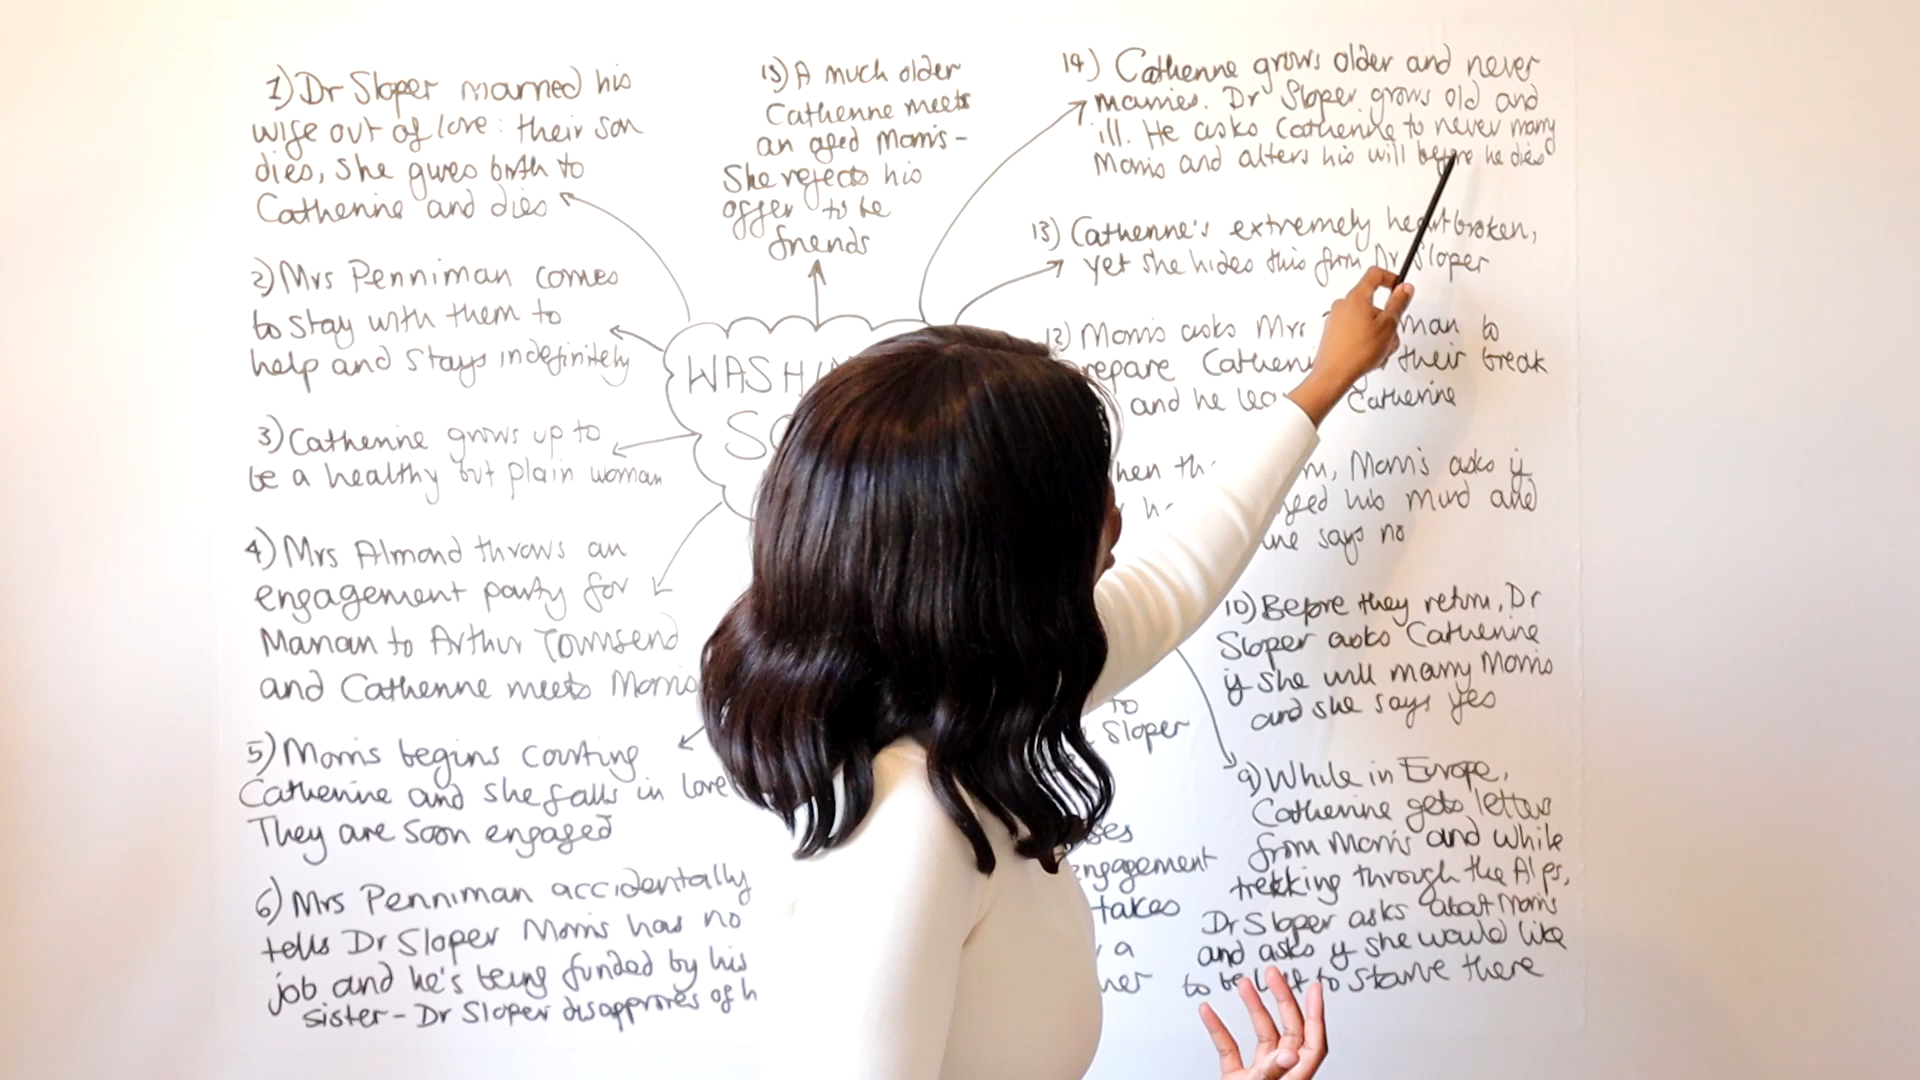 1) Dr Sloper married his
wife out of love: their son
dies, she gives birth to
Catherine and dies
2) Mrs Penniman comes
to stay with them to
help and stays indefinitely
3) Catherine grows up to
be a healthy but plain woman
4) Mrs Almond throws an
engagement party for
Marian to Arthur Townsend
and Catherine meets Morris
5) Morris begins courting
Catherine and she falls in love
They are soon engaged
6) Mrs Penniman accidentally
tells Dr Sloper Morris has no
job and he's being funded by his
sister - Dr Sloper disapproves of h
WASHI
S
to
Sloper
engagement
takes
a
9) While in Europe,
Catherine gets letters
from Morris and while
trekking through the Alps,
Dr Sloper asks about Morris
and asks if she would like
to be left to starve there
10) Before they return, Dr
Sloper asks Catherine
if she will marry Morris
and she says yes
hen th m, Morris asks if
h his mind and
ine says no
12) Morris asks Mrs man to
repare Catheri their break
and he lea Catherine
13) Catherine's extremely heartbroken,
yet she hides this from Dr Sloper
14) Catherine grows older and never
marries. Dr Sloper grows old and
ill. He asks Catherine to never marry
Morris and alters his will before he dies
15) A much older
Catherine meets
an aged Morris -
She rejects his
offer to be
friends